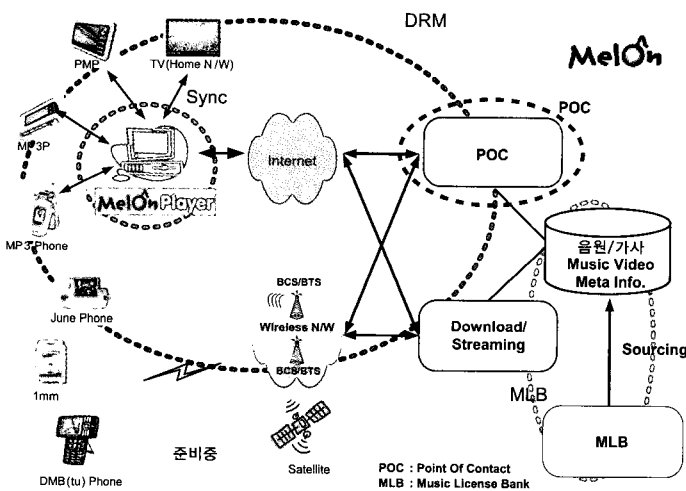 DRM
MelOn
PMP
TV(Home N/W)
Sync
POC
MP3P
Internet
POC
MelOn Player
MP3 Phone
음원/가사
Music Video
Meta Info.
BCS/BTS
June Phone
Wireless N/W
Download/
Streaming
Sourcing
BCS/BTS
1mm
MLB
MLB
준비중
Satellite
DMB(tu) Phone
POC : Point Of Contact
MLB : Music License Bank